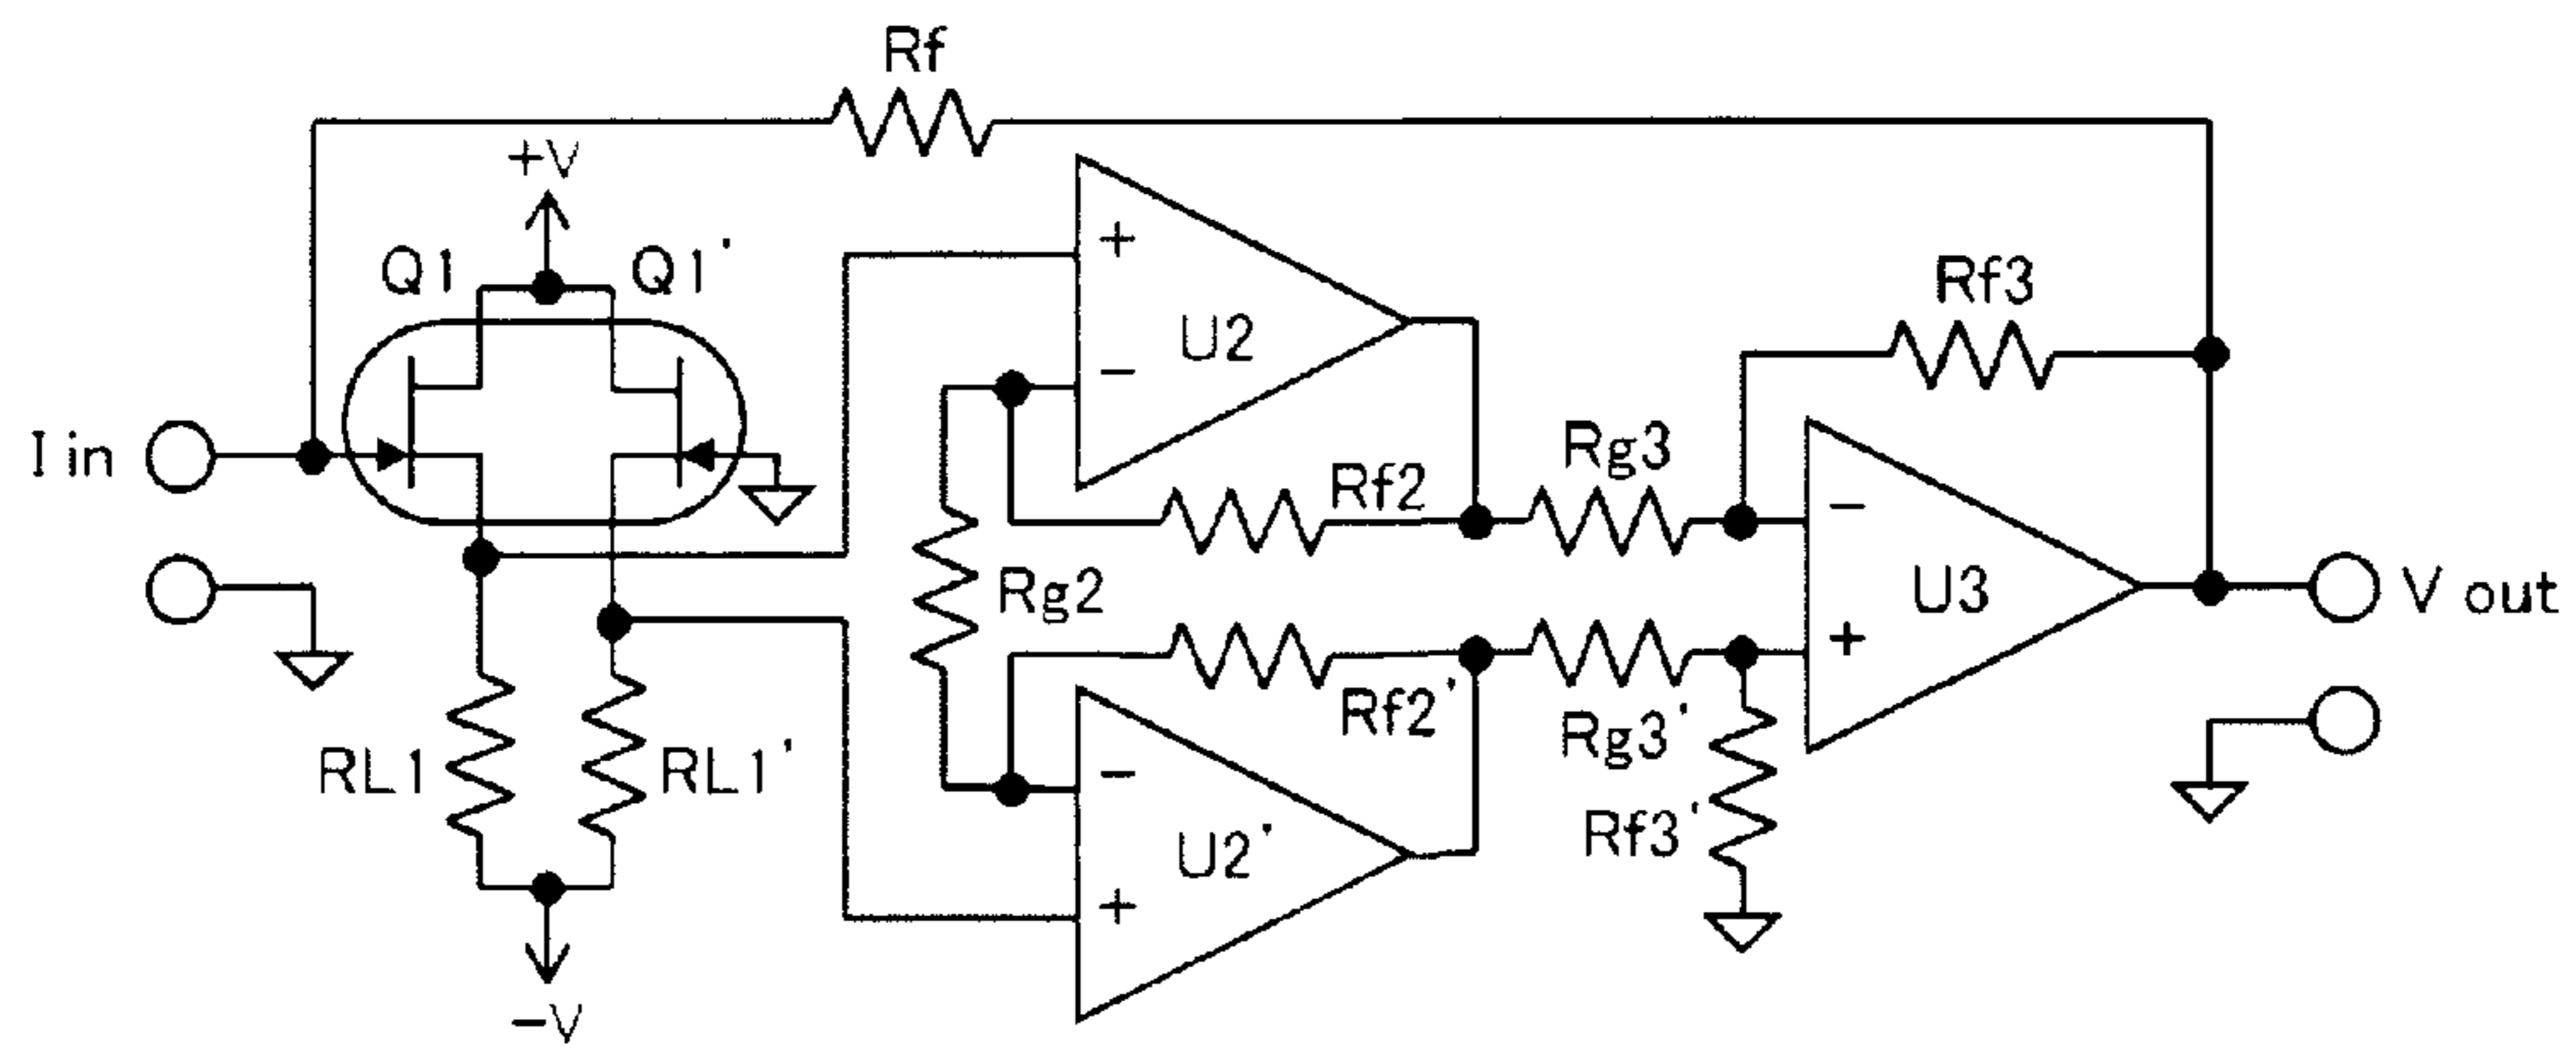 Rf
+V
Q1 Q1'
+
Rf3
U2
−
I in
Rg3
Rf2
−
Rg2
U3
V out
+
Rf2'
Rg3'
RL1 RL1'
−
Rf3'
U2'
+
−V